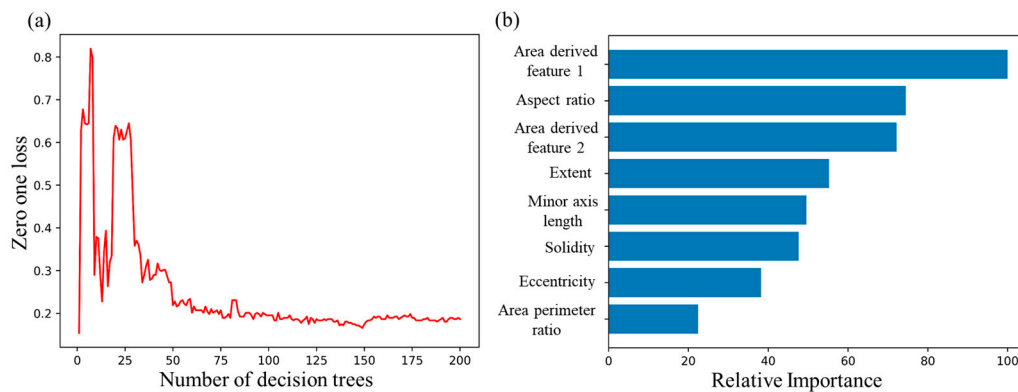 (a)
0.8
0.7
0.6
0.5
0.4
0.3
0.2
Zero one loss
0
25
50
75
100
125
150
175
200
Number of decision trees
(b)
Area derived
feature 1
Aspect ratio
Area derived
feature 2
Extent
Minor axis
length
Solidity
Eccentricity
Area perimeter
ratio
0
20
40
60
80
100
Relative Importance